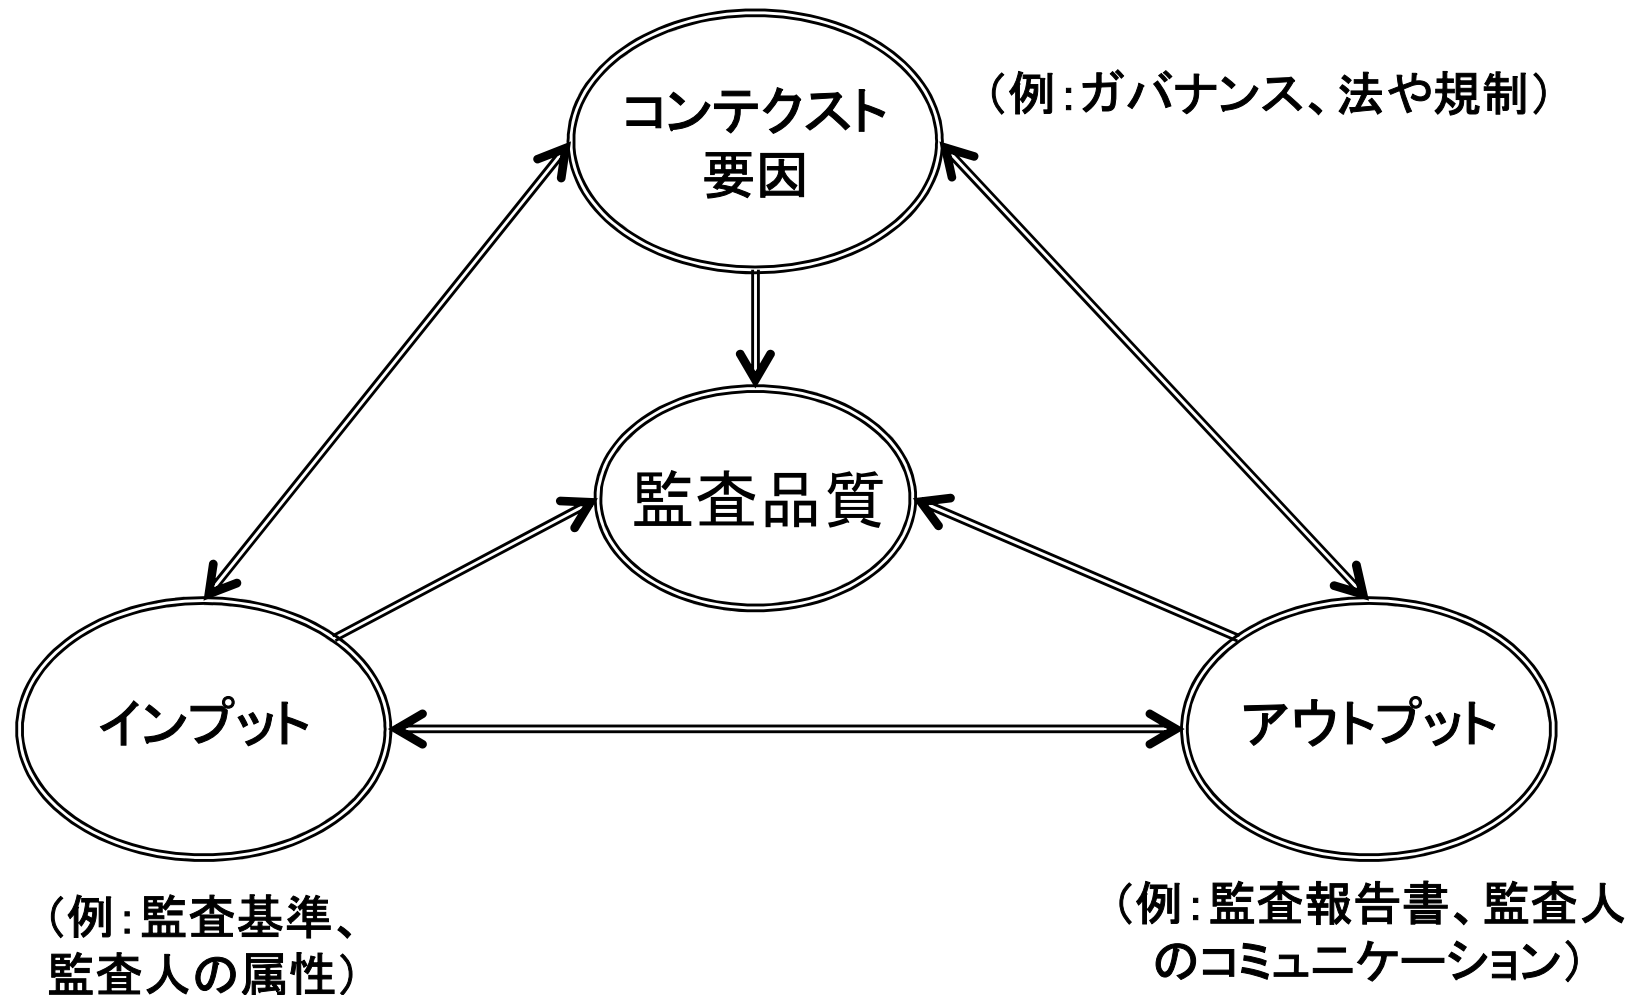 コンテクスト
要因
（例：ガバナンス、法や規制）
監査品質
インプット
アウトプット
（例：監査基準、
監査人の属性）
（例：監査報告書、監査人
のコミュニケーション）